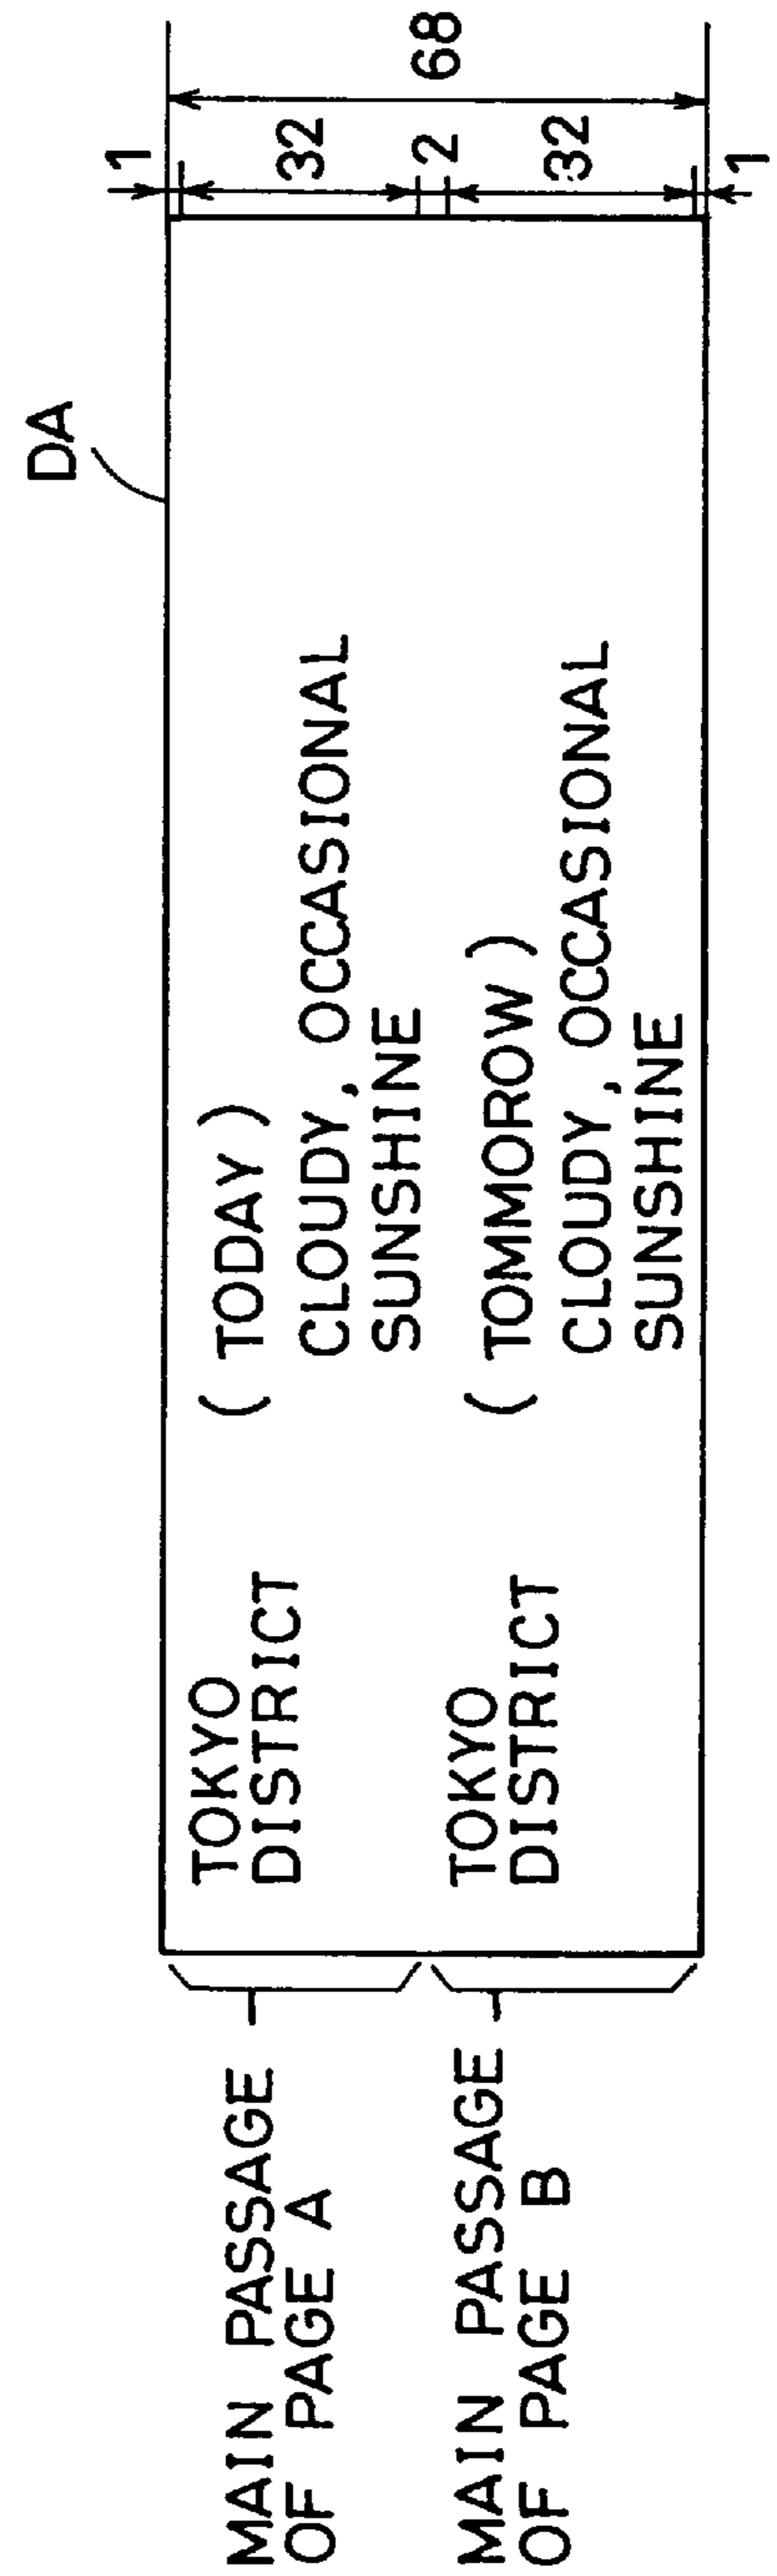 DA
MAIN PASSAGE
OF PAGE A
TOKYO
DISTRICT
( TODAY )
CLOUDY, OCCASIONAL
SUNSHINE
MAIN PASSAGE
OF PAGE B
TOKYO
DISTRICT
( TOMMOROW )
CLOUDY, OCCASIONAL
SUNSHINE
1
32
2
32
1
68